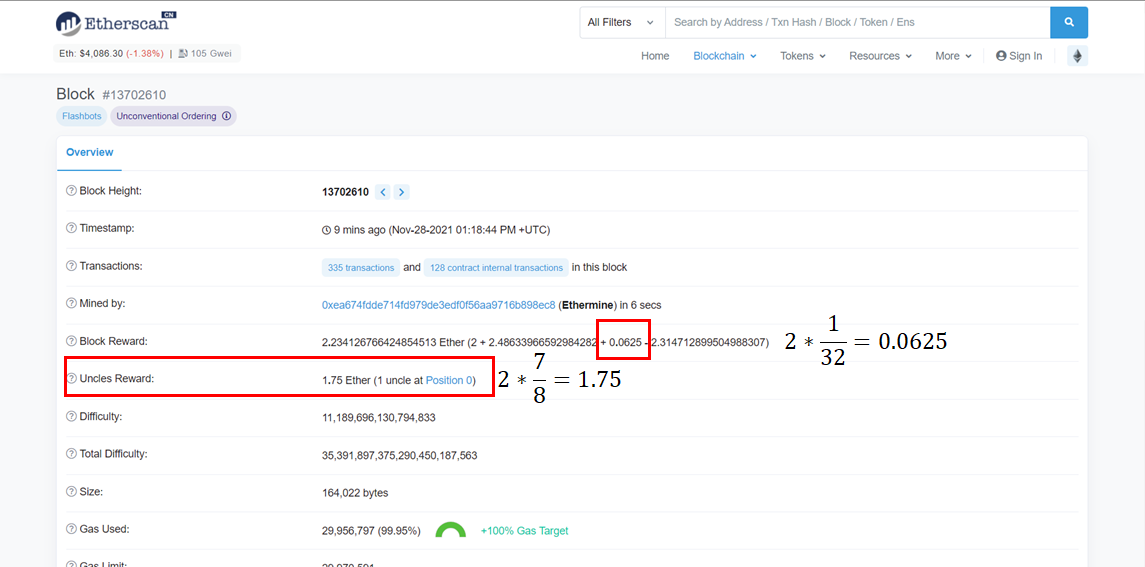 Etherscan CN
All Filters Search by Address / Txn Hash / Block / Token / Ens
Eth: $4,086.30 (-1.38%) | 105 Gwei
Home Blockchain Tokens Resources More Sign In
Block #13702610
Flashbots Unconventional Ordering
Overview
Block Height: 13702610
Timestamp: 9 mins ago (Nov-28-2021 01:18:44 PM +UTC)
Transactions: 335 transactions and 128 contract internal transactions in this block
Mined by: 0xea674fdde714fd979de3edf0f56aa9716b898ec8 (Ethermine) in 6 secs
Block Reward: 2.234126766424854513 Ether (2 + 2.48633966592984282 + 0.0625 - 2.314712899504988307) 2 * 1/32 = 0.0625
Uncles Reward: 1.75 Ether (1 uncle at Position 0) 2 * 7/8 = 1.75
Difficulty: 11,189,696,130,794,833
Total Difficulty: 35,391,897,375,290,450,187,563
Size: 164,022 bytes
Gas Used: 29,956,797 (99.95%) +100% Gas Target
Gas Limit: